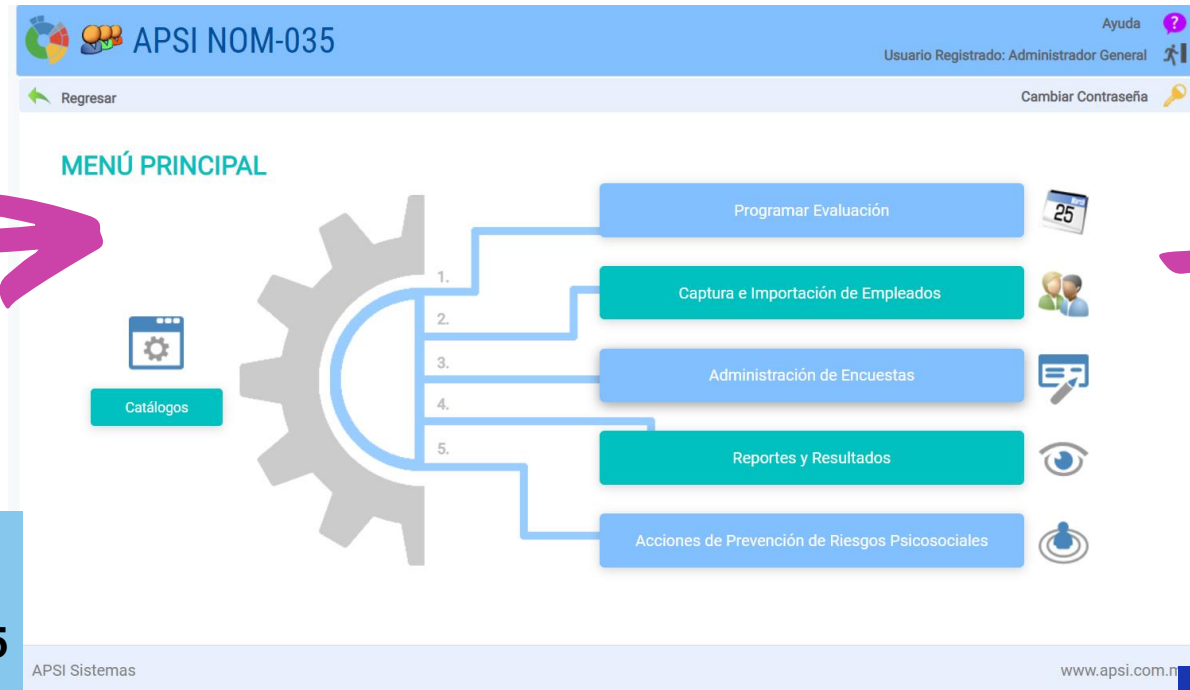 APSI NOM-035
Ayuda
?
Usuario Registrado: Administrador General
Regresar
Cambiar Contraseña
MENÚ PRINCIPAL
Programar Evaluación
25
1.
Captura e Importación de Empleados
2.
3.
Administración de Encuestas
Catálogos
4.
5.
Reportes y Resultados
Acciones de Prevención de Riesgos Psicosociales
5
APSI Sistemas
www.apsi.com.m